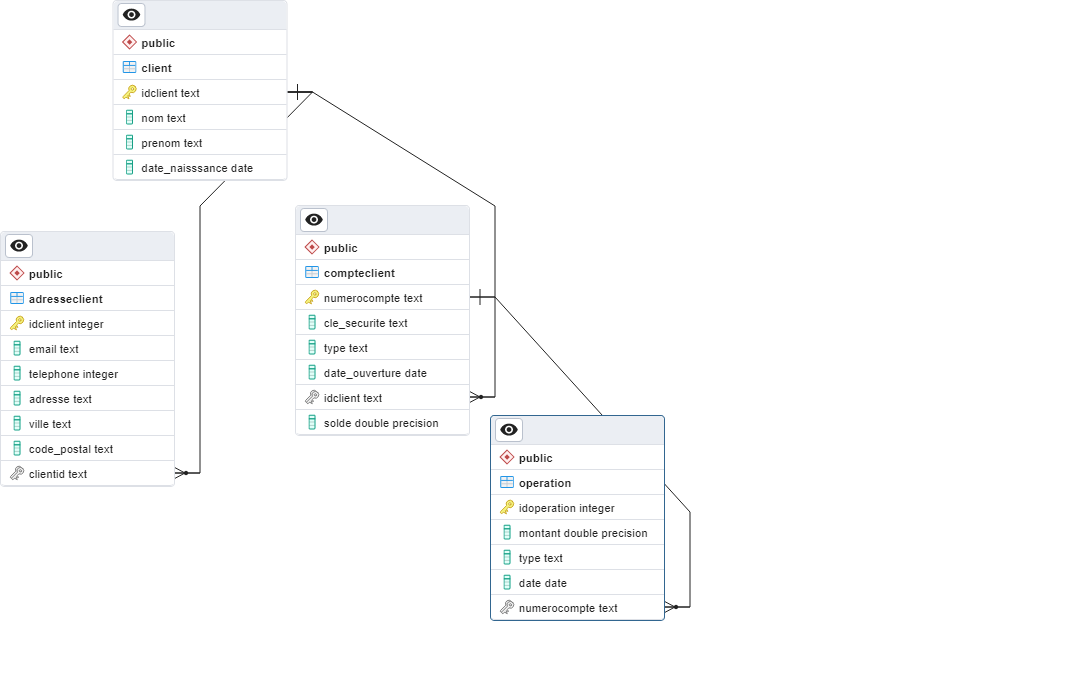 public
client
idclient text
nom text
prenom text
date_naisssance date
public
adresseclient
idclient integer
email text
telephone integer
adresse text
ville text
code_postal text
clientid text
public
compteclient
numerocompte text
cle_securite text
type text
date_ouverture date
idclient text
solde double precision
public
operation
idoperation integer
montant double precision
type text
date date
numerocompte text